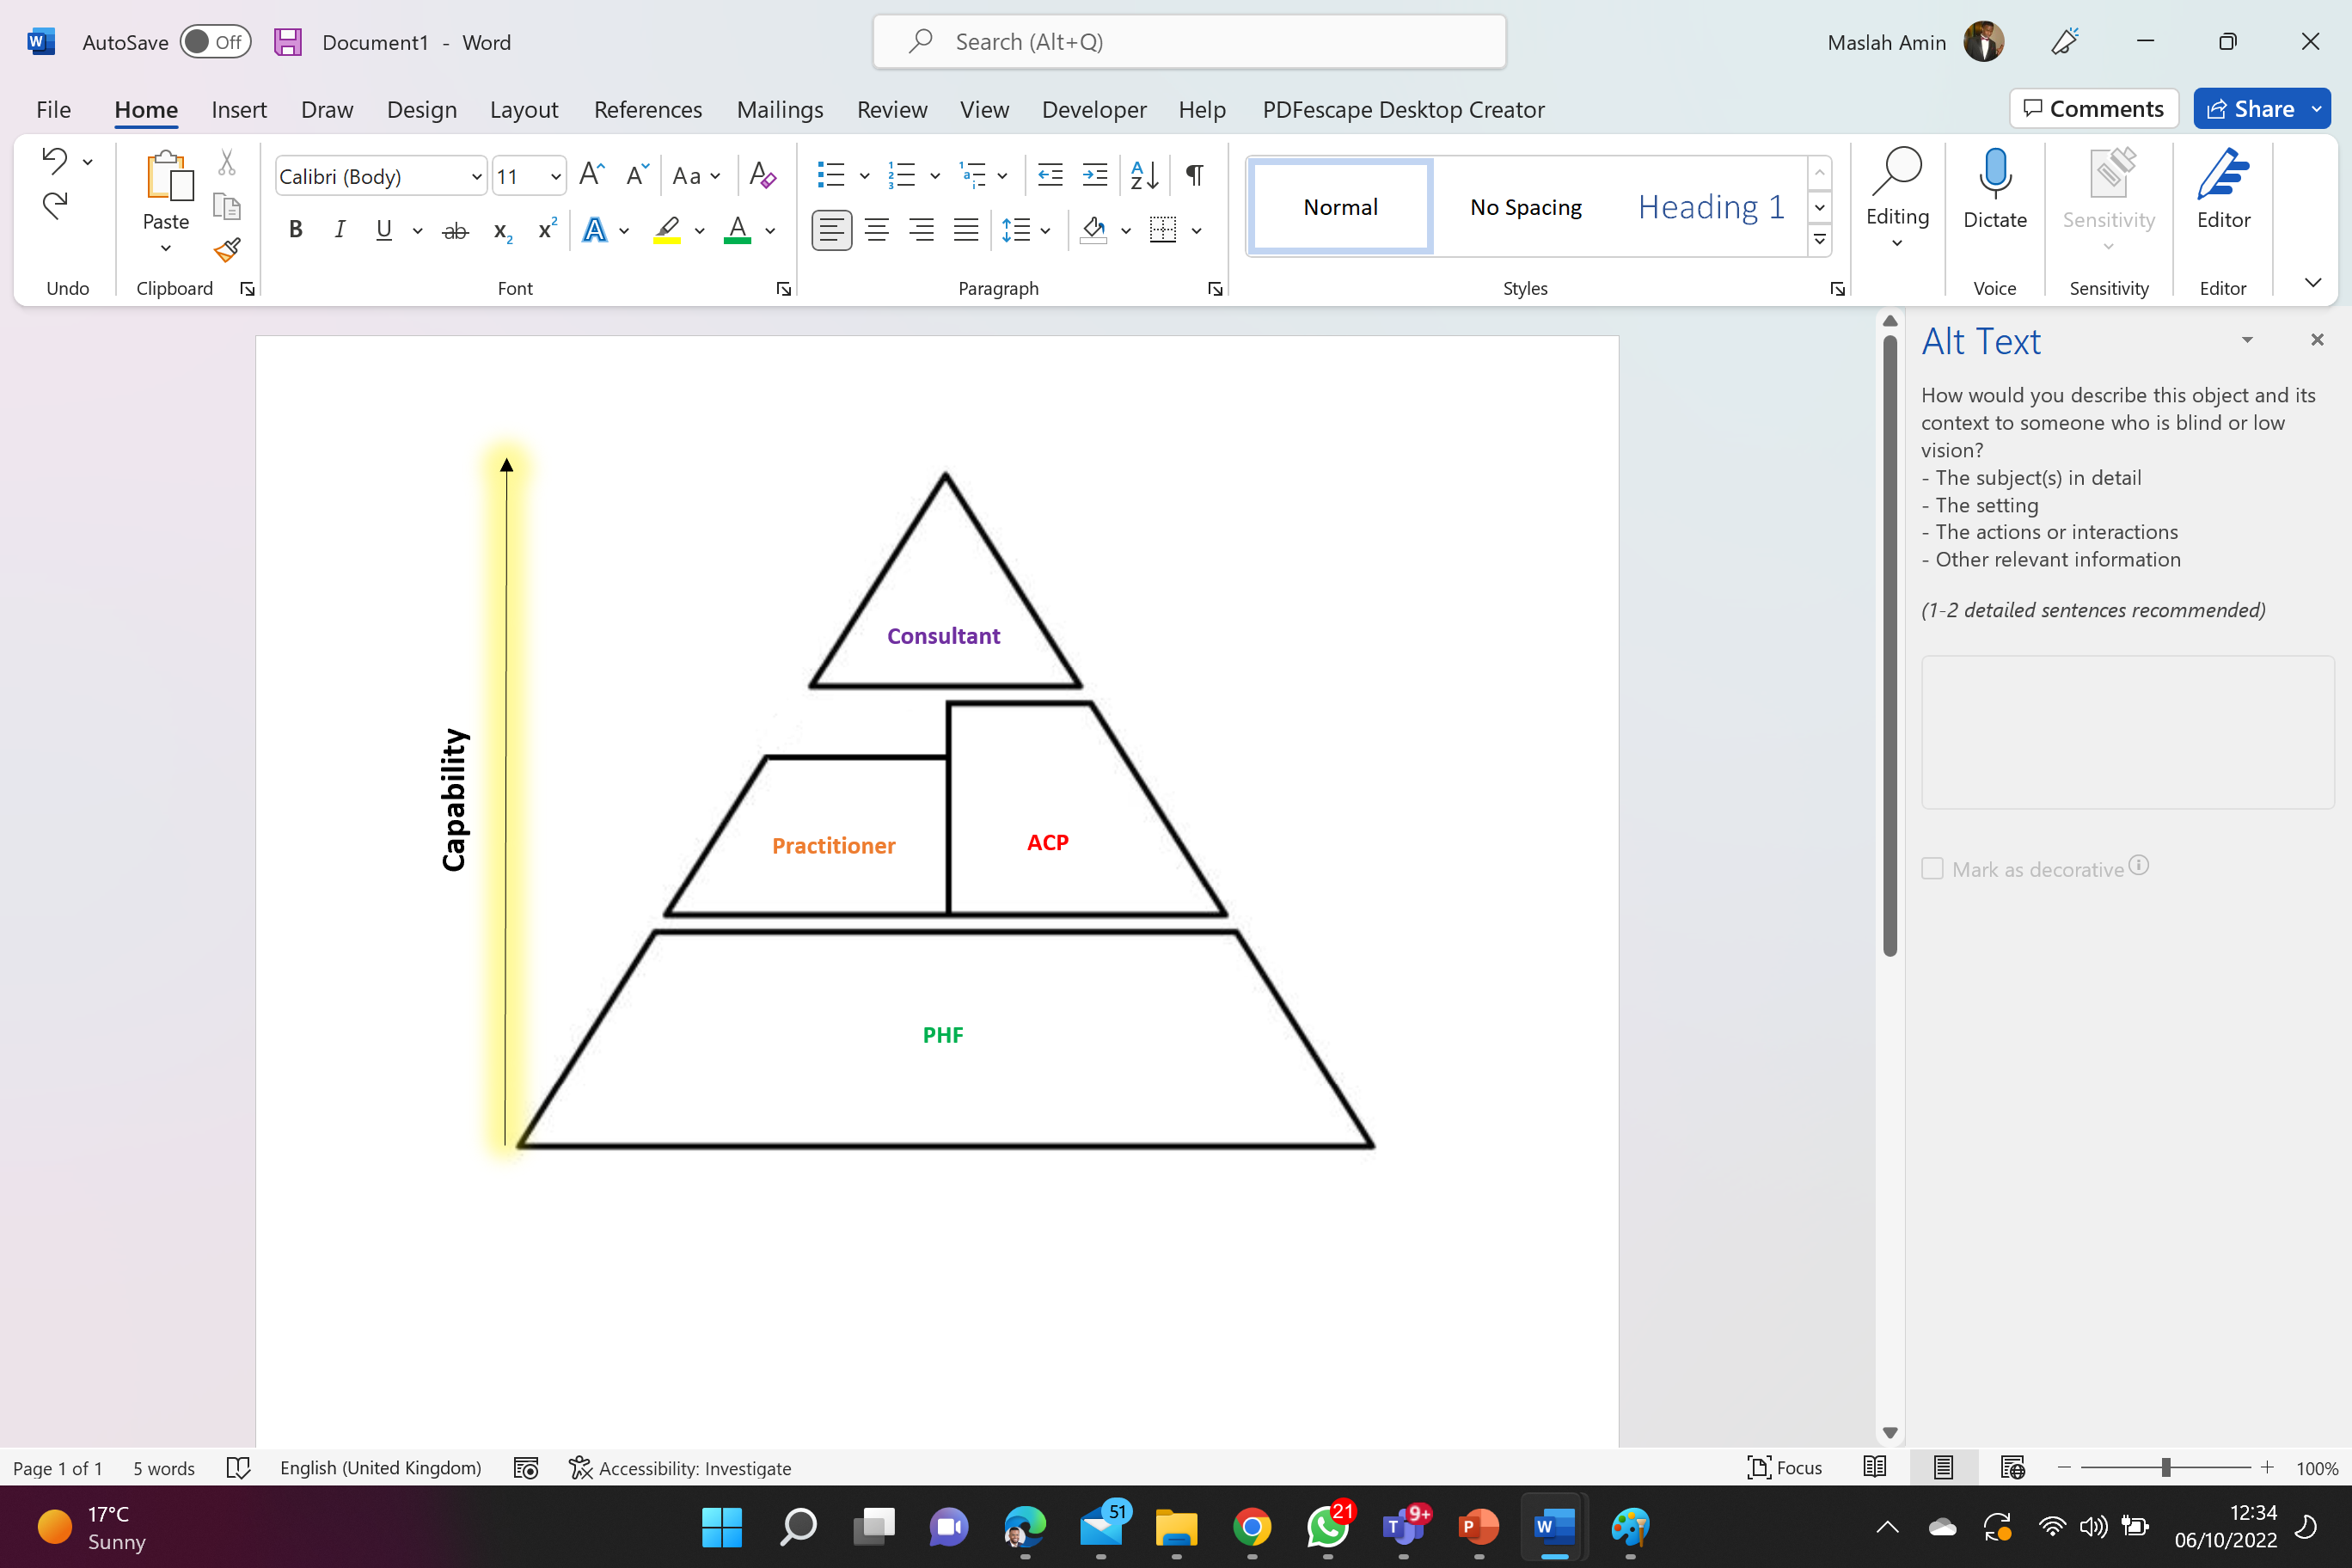 AutoSave Off Document1 - Word Search (Alt+Q) Maslah Amin
File Home Insert Draw Design Layout References Mailings Review View Developer Help PDFescape Desktop Creator Comments Share
Paste
Calibri (Body) 11 Aa
B I U ab x2 x2 A A
A Z
Normal No Spacing Heading 1
Editing Dictate Sensitivity Editor
Undo Clipboard Font Paragraph Styles Voice Sensitivity Editor
Alt Text
How would you describe this object and its
context to someone who is blind or low
vision?
- The subject(s) in detail
- The setting
- The actions or interactions
- Other relevant information
(1-2 detailed sentences recommended)
Mark as decorative
Capability
Consultant
Practitioner ACP
PHF
Page 1 of 1 5 words English (United Kingdom) Accessibility: Investigate Focus 100%
17°C
Sunny
51 21 9+
12:34
06/10/2022